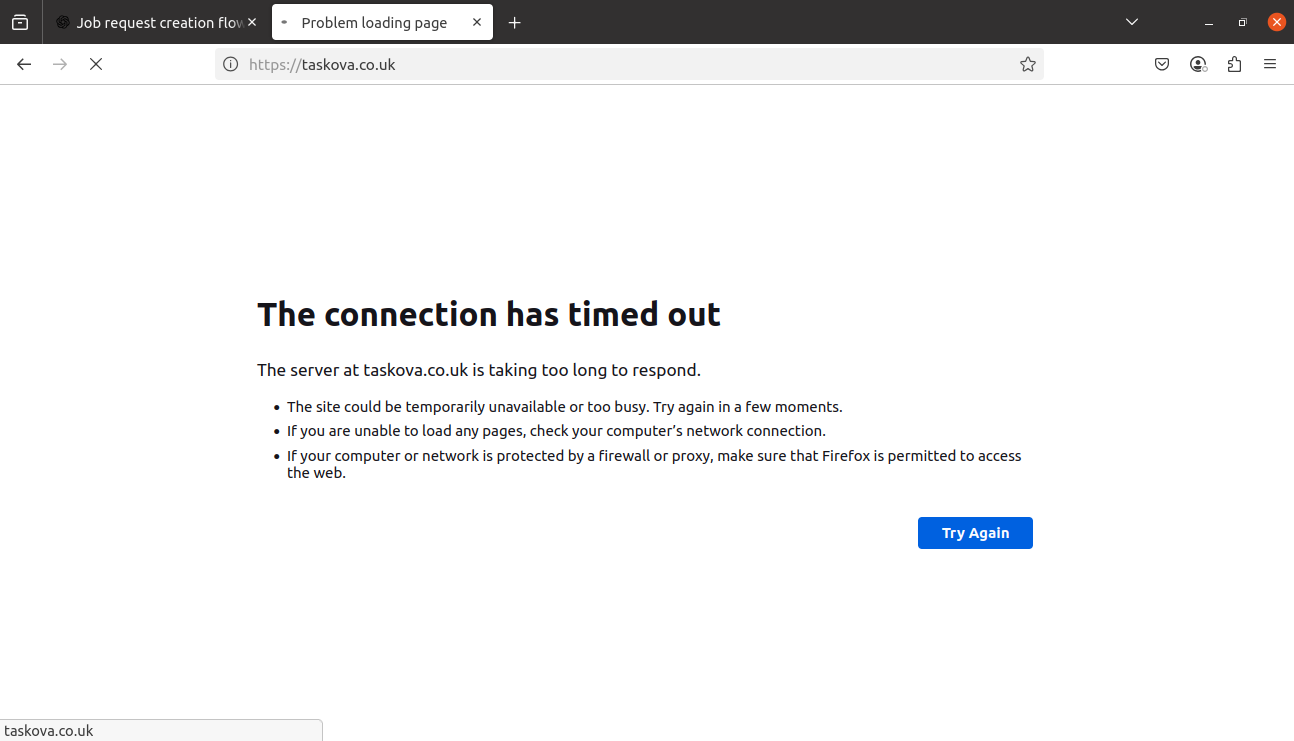 Job request creation flow
Problem loading page
https://taskova.co.uk
The connection has timed out
The server at taskova.co.uk is taking too long to respond.
• The site could be temporarily unavailable or too busy. Try again in a few moments.
• If you are unable to load any pages, check your computer’s network connection.
• If your computer or network is protected by a firewall or proxy, make sure that Firefox is permitted to access
the web.
Try Again
taskova.co.uk